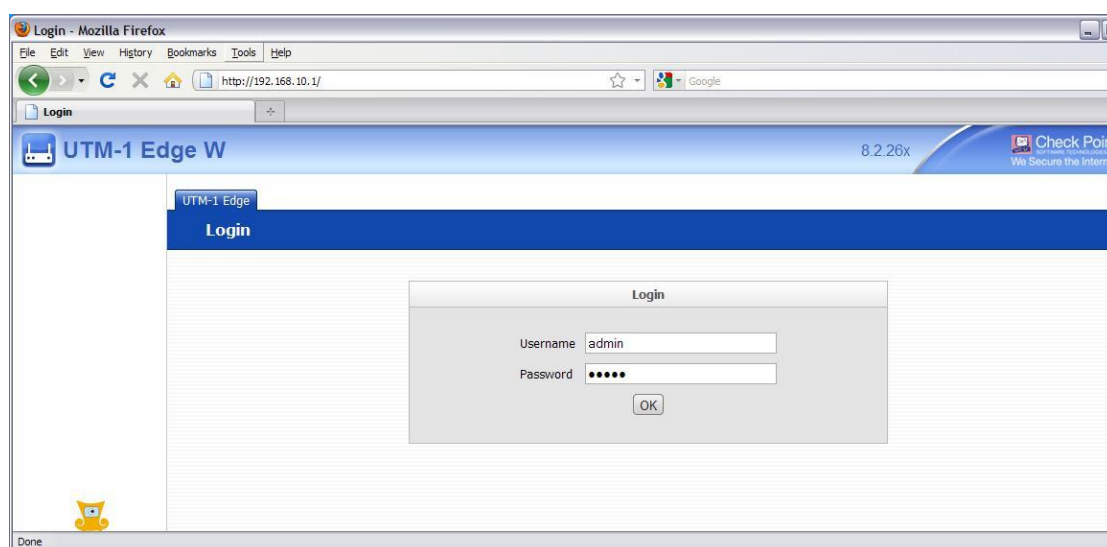 Login - Mozilla Firefox
File Edit View History Bookmarks Tools Help
http://192.168.10.1/ Google
Login
UTM-1 Edge W 8.2.26x Check Poi
We Secure the Intern
UTM-1 Edge
Login
Login
Username admin
Password •••••
OK
Done